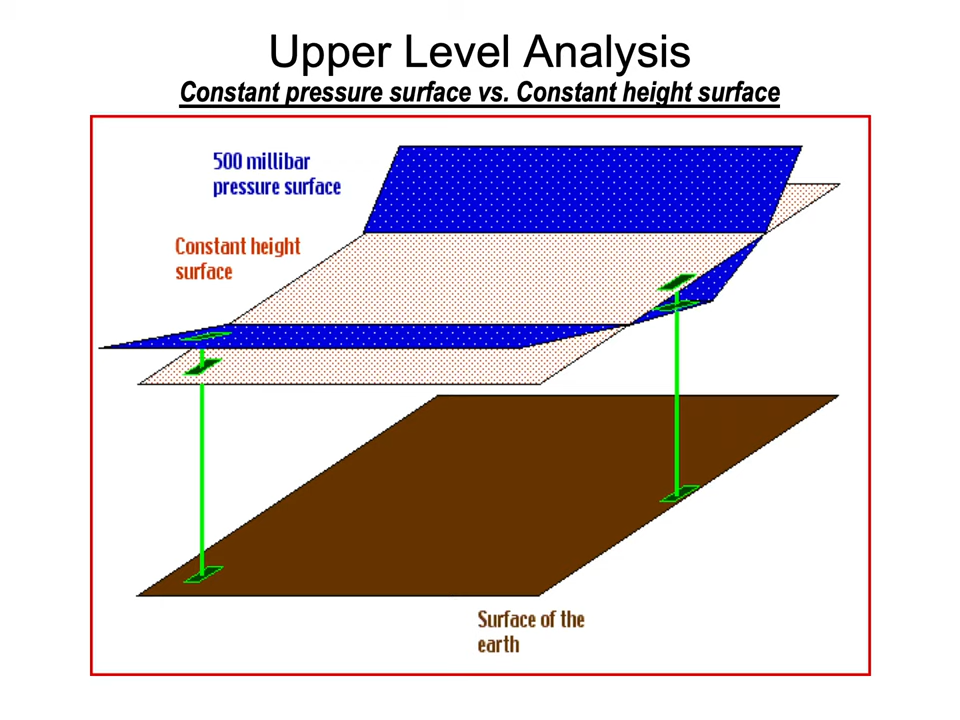 Upper Level Analysis
Constant pressure surface vs. Constant height surface
500 millibar
pressure surface
Constant height
surface
Surface of the
earth